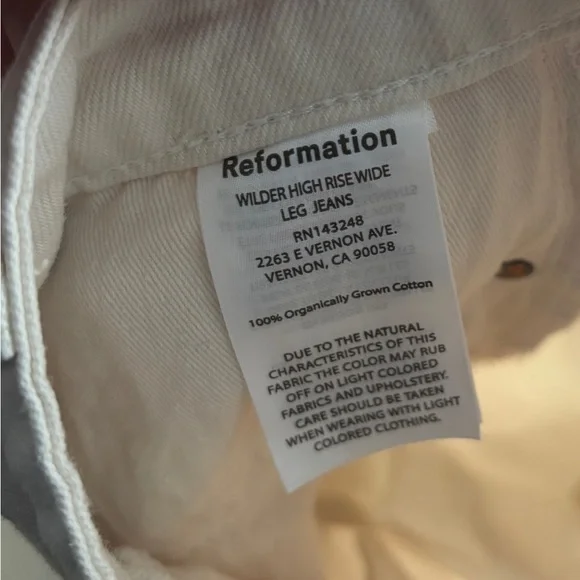 Reformation
WILDER HIGH RISE WIDE
LEG JEANS
RN143248
2263 E VERNON AVE.
VERNON, CA 90058
100% Organically Grown Cotton
DUE TO THE NATURAL
CHARACTERISTICS OF THIS
FABRIC THE COLOR MAY RUB
OFF ON LIGHT COLORED
FABRICS AND UPHOLSTERY.
CARE SHOULD BE TAKEN
WHEN WEARING WITH LIGHT
COLORED CLOTHING.